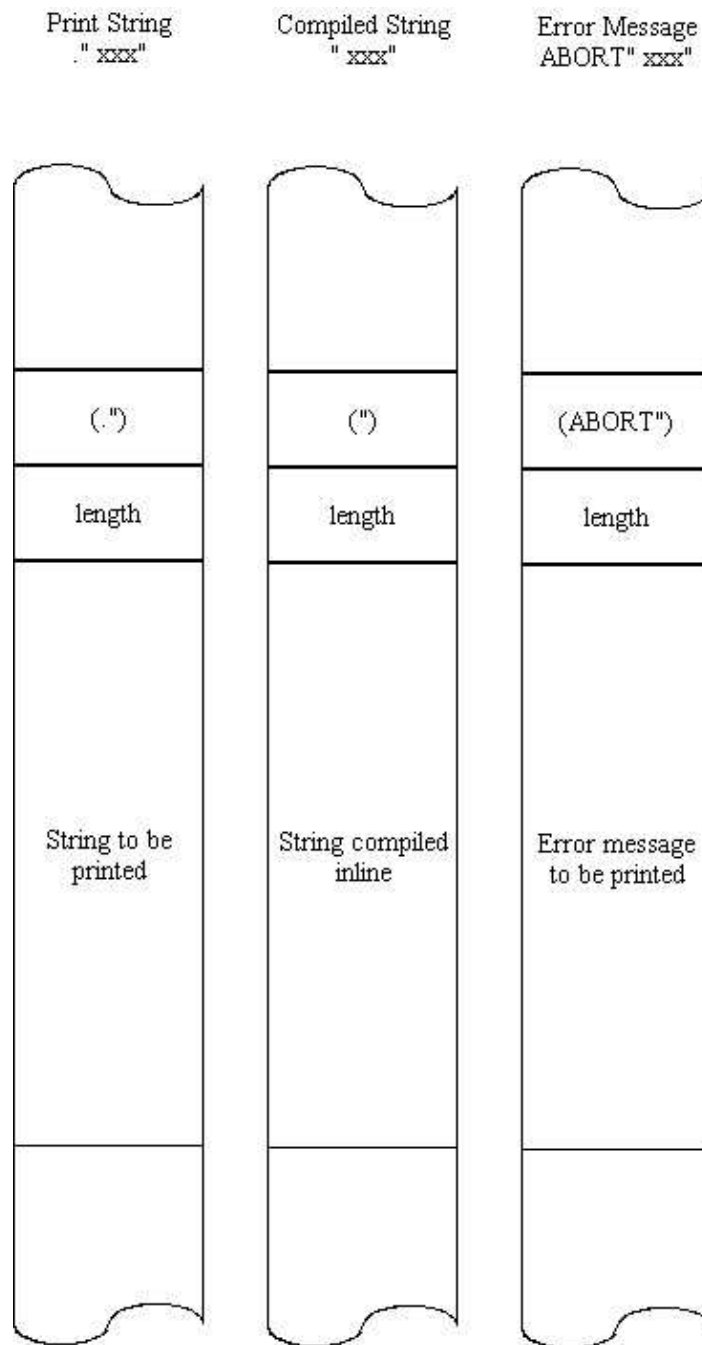 Print String
." xxx"
Compiled String
" xxx"
Error Message
ABORT" xxx"
(.")
(")
(ABORT")
length
length
length
String to be
printed
String compiled
inline
Error message
to be printed